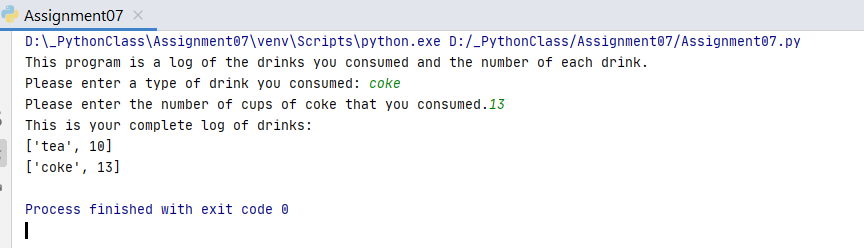 Assignment07
D:\_PythonClass\Assignment07\venv\Scripts\python.exe D:/_PythonClass/Assignment07/Assignment07.py
This program is a log of the drinks you consumed and the number of each drink.
Please enter a type of drink you consumed: coke
Please enter the number of cups of coke that you consumed.13
This is your complete log of drinks:
['tea', 10]
['coke', 13]
Process finished with exit code 0